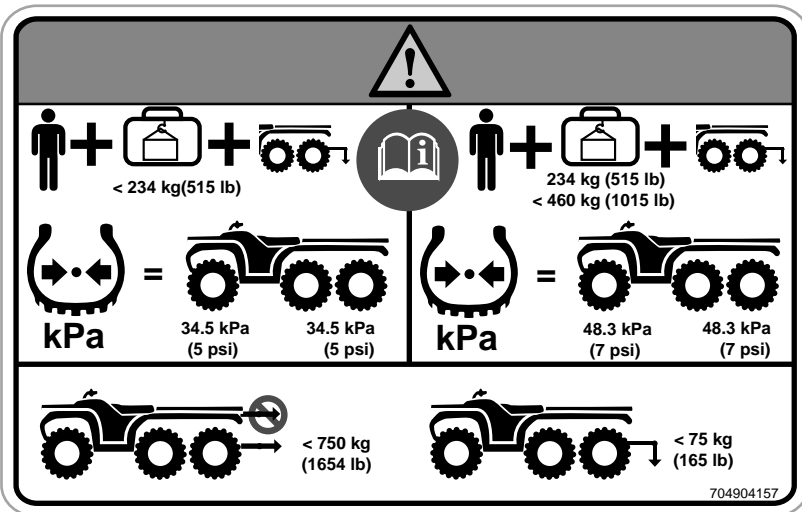 !
i
< 234 kg(515 lb)
234 kg (515 lb)
< 460 kg (1015 lb)
=
kPa
34.5 kPa
(5 psi)
34.5 kPa
(5 psi)
=
kPa
48.3 kPa
(7 psi)
48.3 kPa
(7 psi)
< 750 kg
(1654 lb)
< 75 kg
(165 lb)
704904157